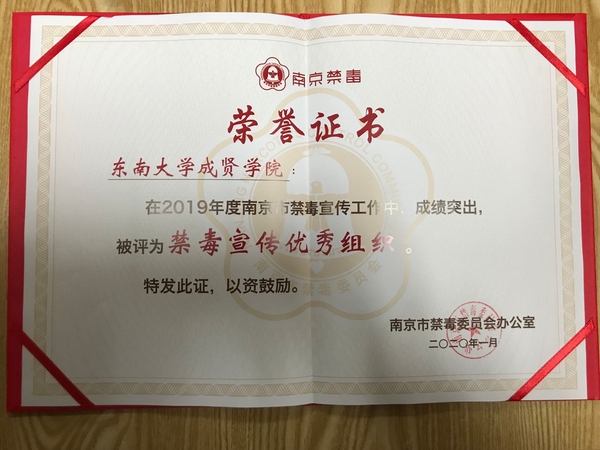 南京禁毒
荣誉证书
东南大学成贤学院：
在2019年度南京市禁毒宣传工作中，成绩突出，
被评为禁毒宣传优秀组织。
特发此证，以资鼓励。
南京市禁毒委员会办公室
二〇二〇年一月